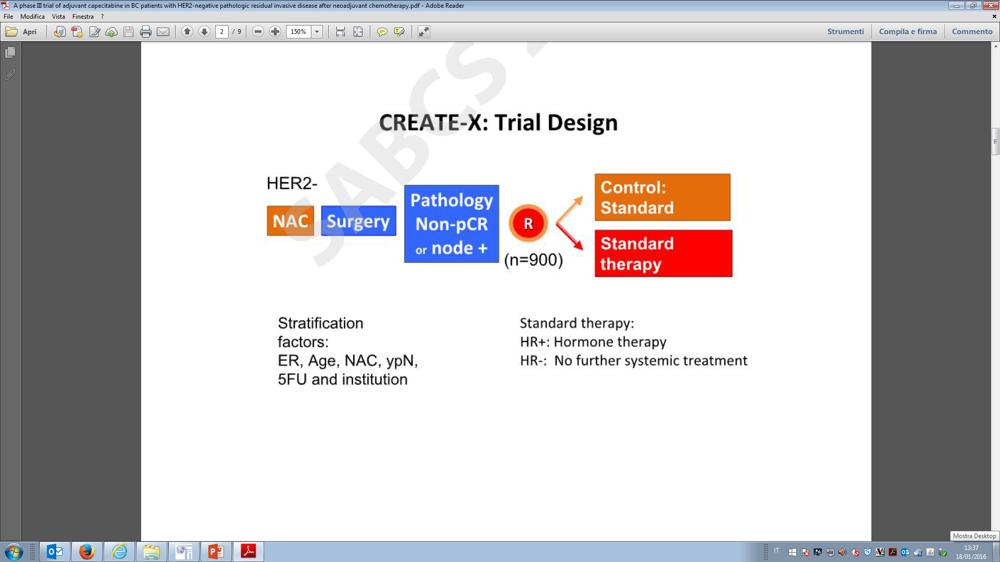 A phase III trial of adjuvant capecitabine in BC patients with HER2-negative pathologic residual invasive disease after neoadjuvant chemotherapy.pdf - Adobe Reader
File Modifica Vista Finestra ?
Apri 2 / 9 150% Strumenti Compila e firma Commento
SABCS
CREATE-X: Trial Design
HER2-
NAC
Surgery
Pathology
Non-pCR
or node +
R
(n=900)
Control:
Standard
Standard
therapy
Stratification
factors:
ER, Age, NAC, ypN,
5FU and institution
Standard therapy:
HR+: Hormone therapy
HR-: No further systemic treatment
Mostra Desktop
IT
13:37
18/01/2016